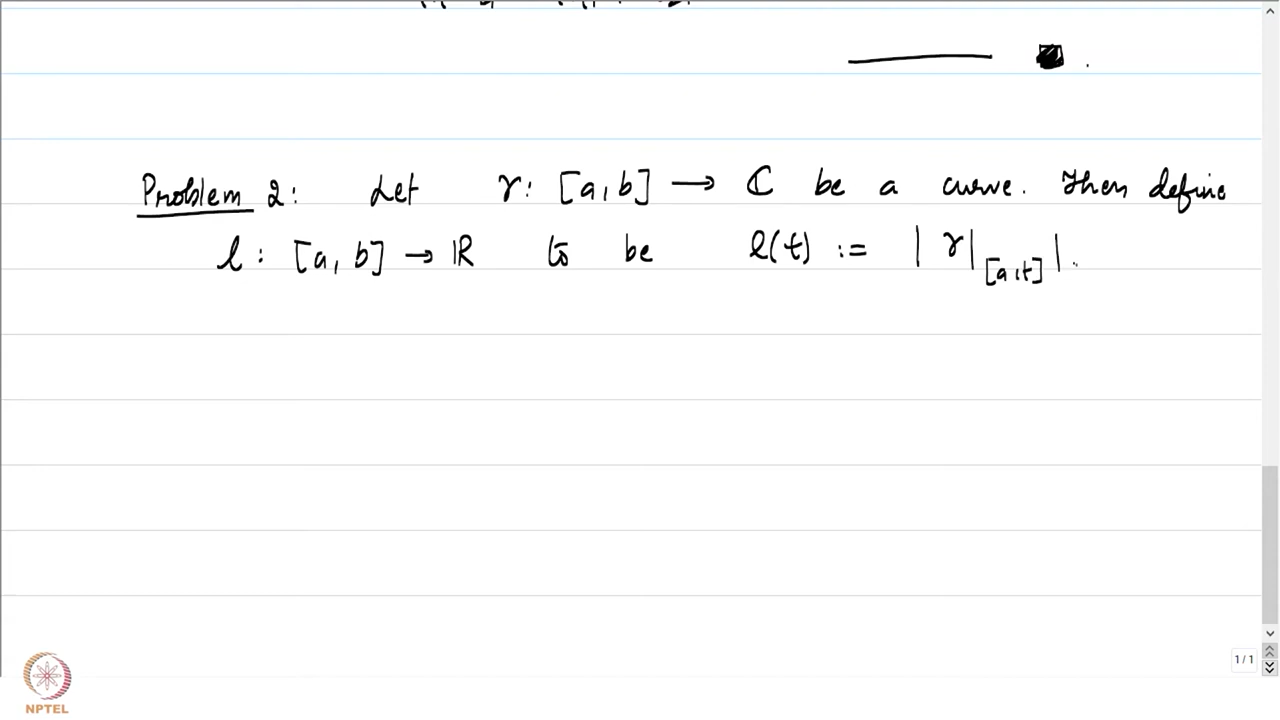 Problem 2: Let γ: [a, b] → ℂ be a curve. Then define
l : [a, b] → ℝ to be l(t) := | γ|_[a,t] |.
1 / 1
NPTEL